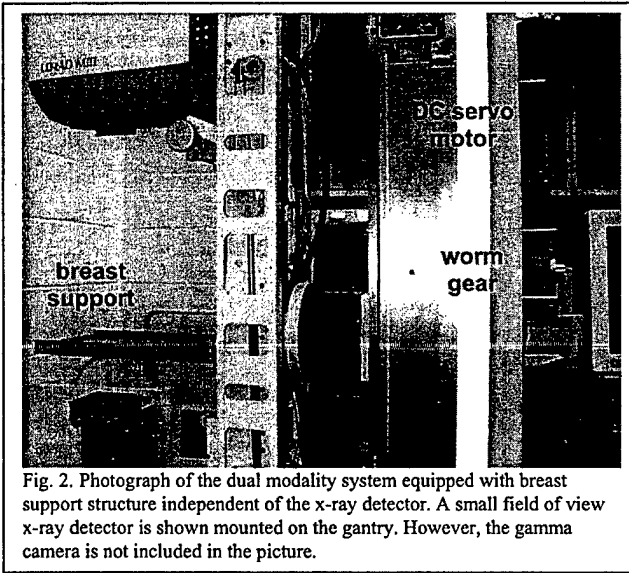 DC servo
motor
breast
support
worm
gear
Fig. 2. Photograph of the dual modality system equipped with breast
support structure independent of the x-ray detector. A small field of view
x-ray detector is shown mounted on the gantry. However, the gamma
camera is not included in the picture.